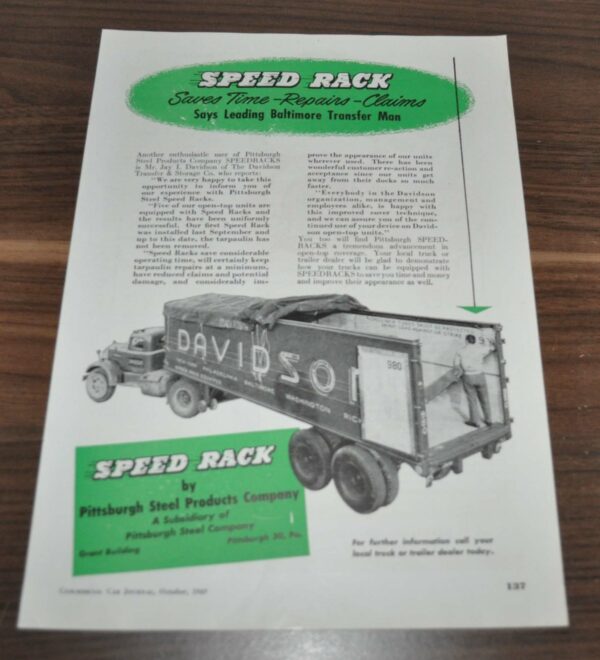 SPEED RACK
Saves Time - Repairs - Claims
Says Leading Baltimore Transfer Man
Another enthusiastic user of Pittsburgh
Steel Products Company SPEEDRACKS
is Mr. Jay I. Davidson of The Davidson
Transfer & Storage Co. who reports:
"We are very happy to take this
opportunity to inform you of
our experience with Pittsburgh
Steel Speed Racks.
"Five of our open-top units are
equipped with Speed Racks and
the results have been uniformly
successful. Our first Speed Rack
was installed last September and
up to this date, the tarpaulin has
not been removed.
"Speed Racks save considerable
operating time, will certainly keep
tarpaulin repairs at a minimum,
have reduced claims and potential
damage, and considerably im-
prove the appearance of our units
wherever used. There has been
wonderful customer re-action and
acceptance since our units get
away from their docks so much
faster.
"Everybody in the Davidson
organization, management and
employees alike, is happy with
this improved cover technique,
and we can assure you of the con-
tinued use of your device on David-
son open-top units."
You too will find Pittsburgh SPEED-
RACKS a tremendous advancement in
open-top coverage. Your local truck or
trailer dealer will be glad to demonstrate
how your trucks can be equipped with
SPEEDRACKS to save you time and money
and improve their appearance as well.
DAVIDSON
PHILADELPHIA
WASHINGTON RICH
980
SPEED RACK
by
Pittsburgh Steel Products Company
A Subsidiary of
Pittsburgh Steel Company
Grant Building Pittsburgh 30, Pa.
For further information call your
local truck or trailer dealer today.
Commercial Car Journal, October, 1949
137